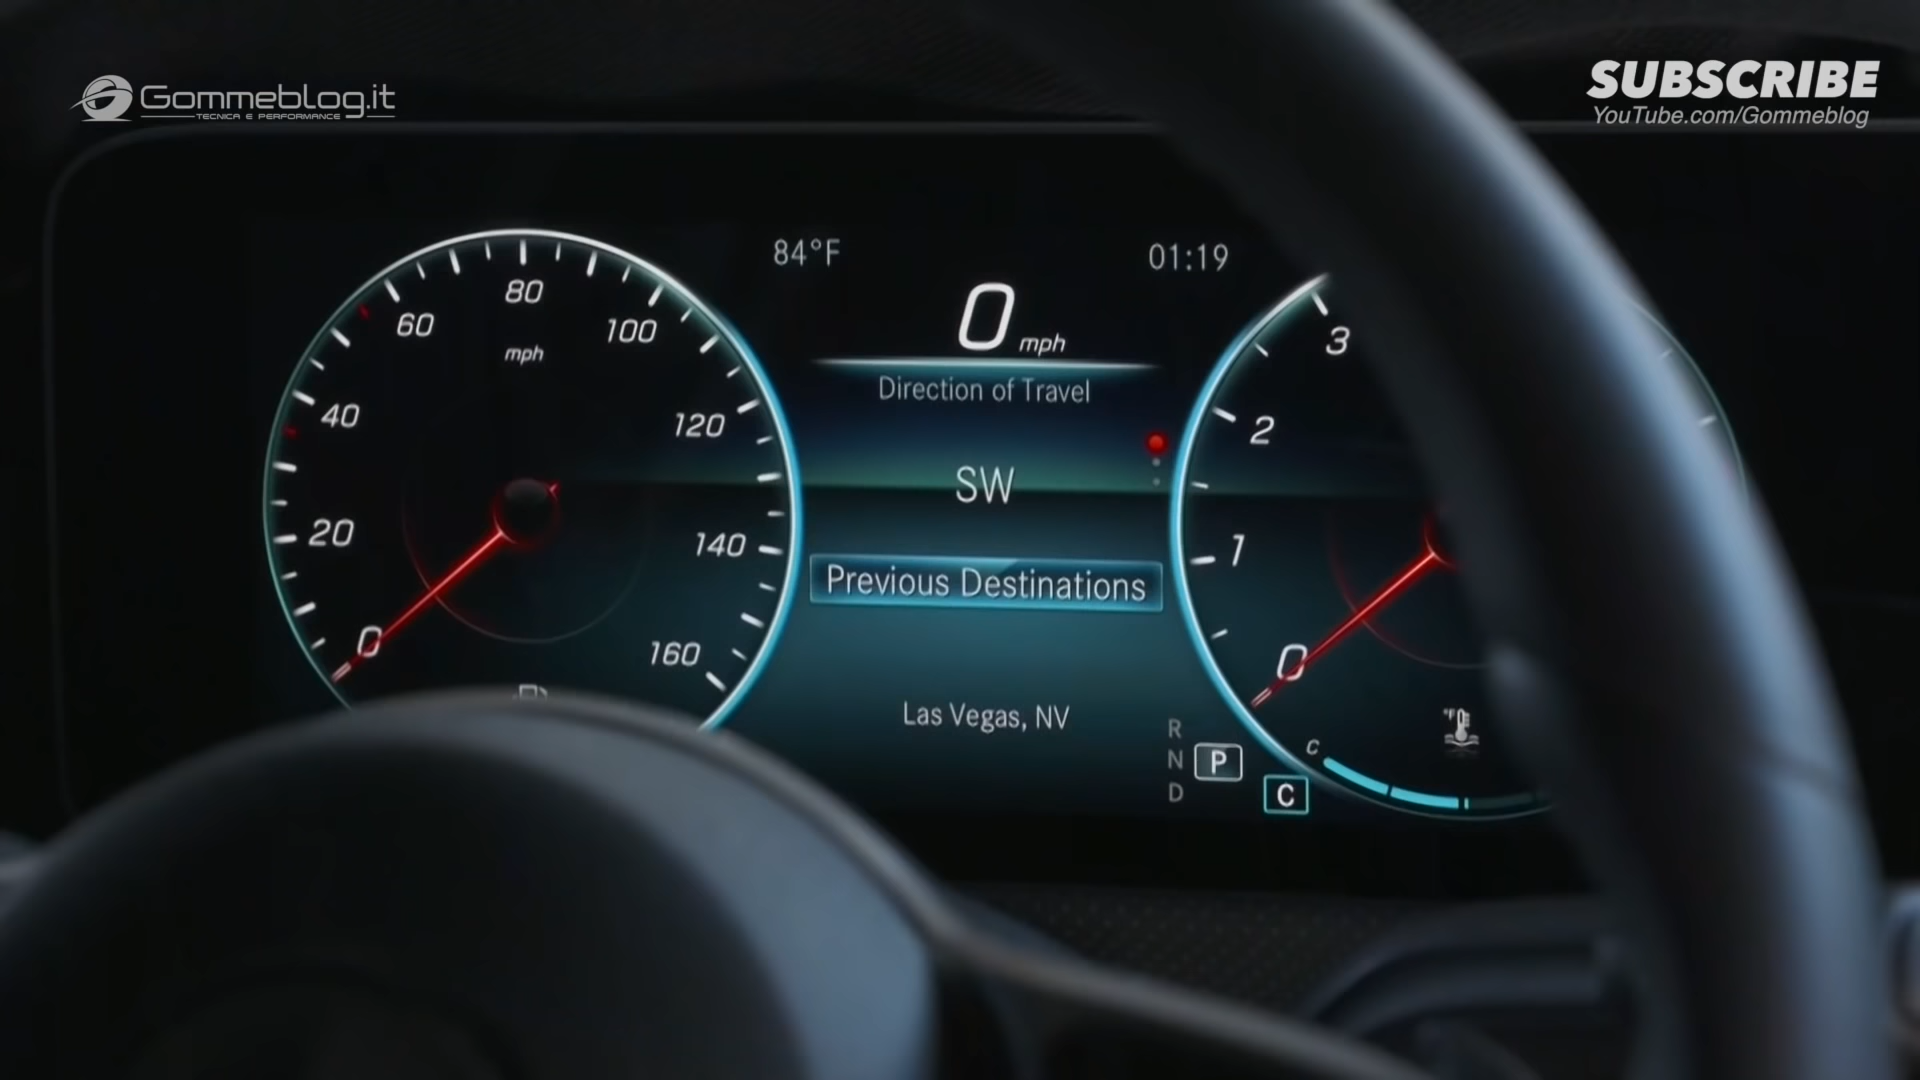 Gommeblog.it
TECNICA E PERFORMANCE
SUBSCRIBE
YouTube.com/Gommeblog
84°F
01:19
0 mph
Direction of Travel
SW
Previous Destinations
Las Vegas, NV
0
20
40
60
80
100
120
140
160
mph
0
1
2
3
R
N
P
D
C
C
°F